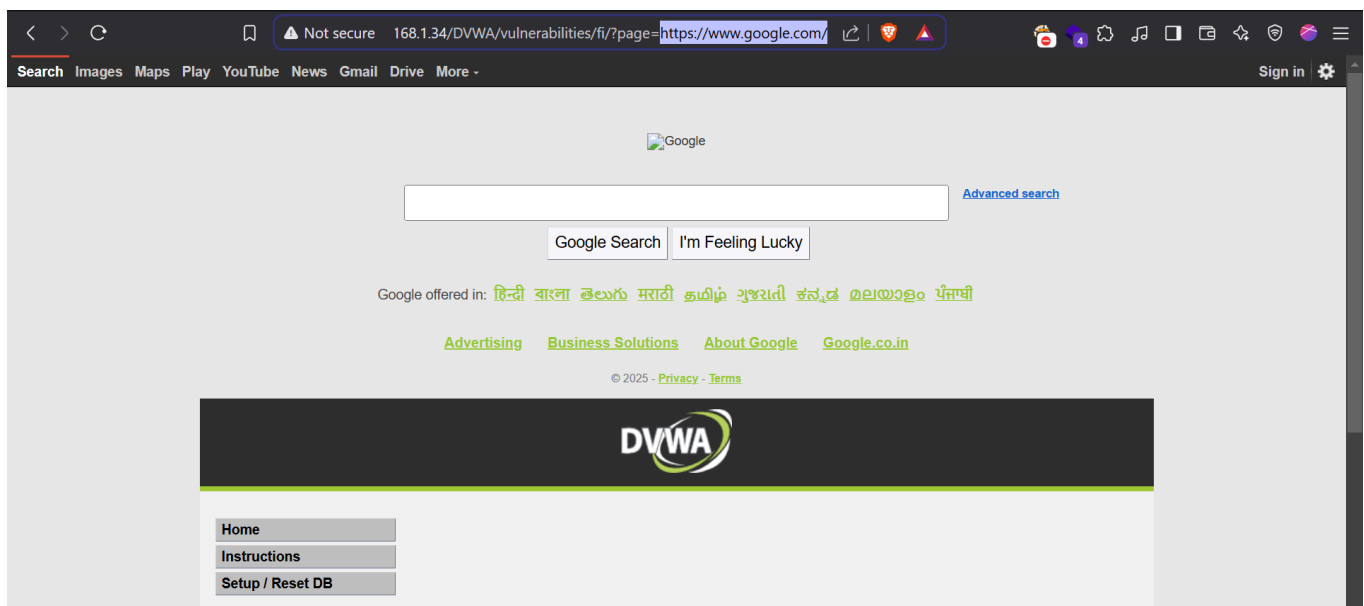 Not secure 168.1.34/DVWA/vulnerabilities/fi/?page=https://www.google.com/
4
Search Images Maps Play YouTube News Gmail Drive More - Sign in
Google
Advanced search
Google Search I'm Feeling Lucky
Google offered in: हिन्दी বাংলা తెలుగు मराठी தமிழ் ગુજરાતી ಕನ್ನಡ മലയാളം ਪੰਜਾਬੀ
Advertising Business Solutions About Google Google.co.in
© 2025 - Privacy - Terms
DVWA
Home
Instructions
Setup / Reset DB